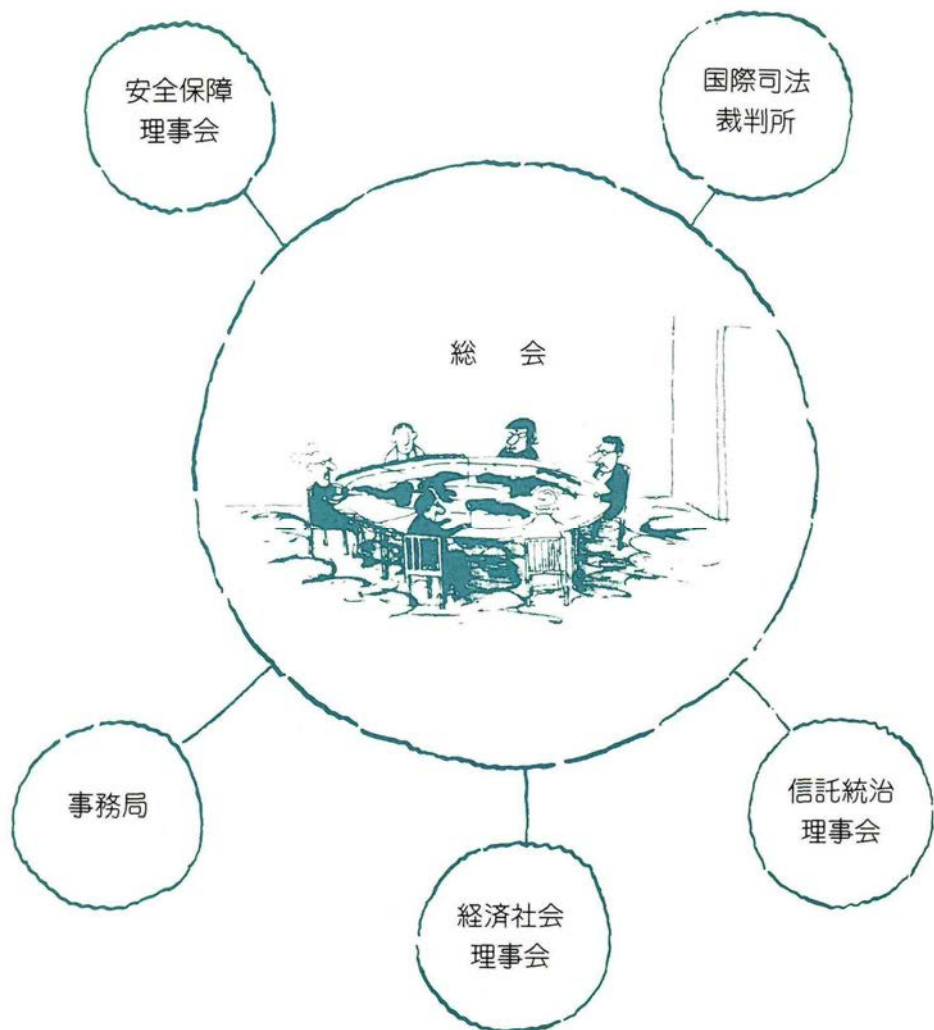 安全保障
理事会
国際司法
裁判所
総 会
事務局
信託統治
理事会
経済社会
理事会